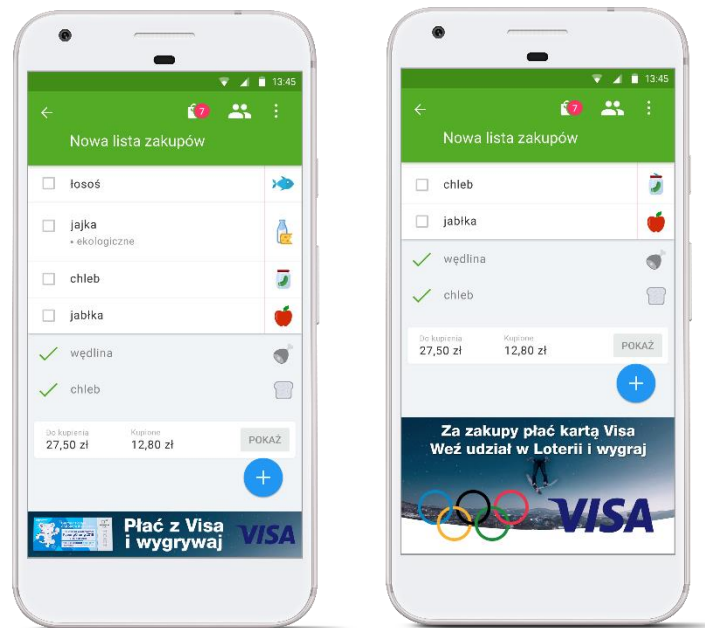 13:45
7
Nowa lista zakupów
łosoś
jajka
• ekologiczne
chleb
jabłka
wędlina
chleb
Do kupienia Kupione
27,50 zł 12,80 zł POKAŻ
+
Płać z Visa
i wygrywaj
VISA
13:45
7
Nowa lista zakupów
chleb
jabłka
wędlina
chleb
Do kupienia Kupione
27,50 zł 12,80 zł POKAŻ
+
Za zakupy płać kartą Visa
Weź udział w Loterii i wygraj
VISA